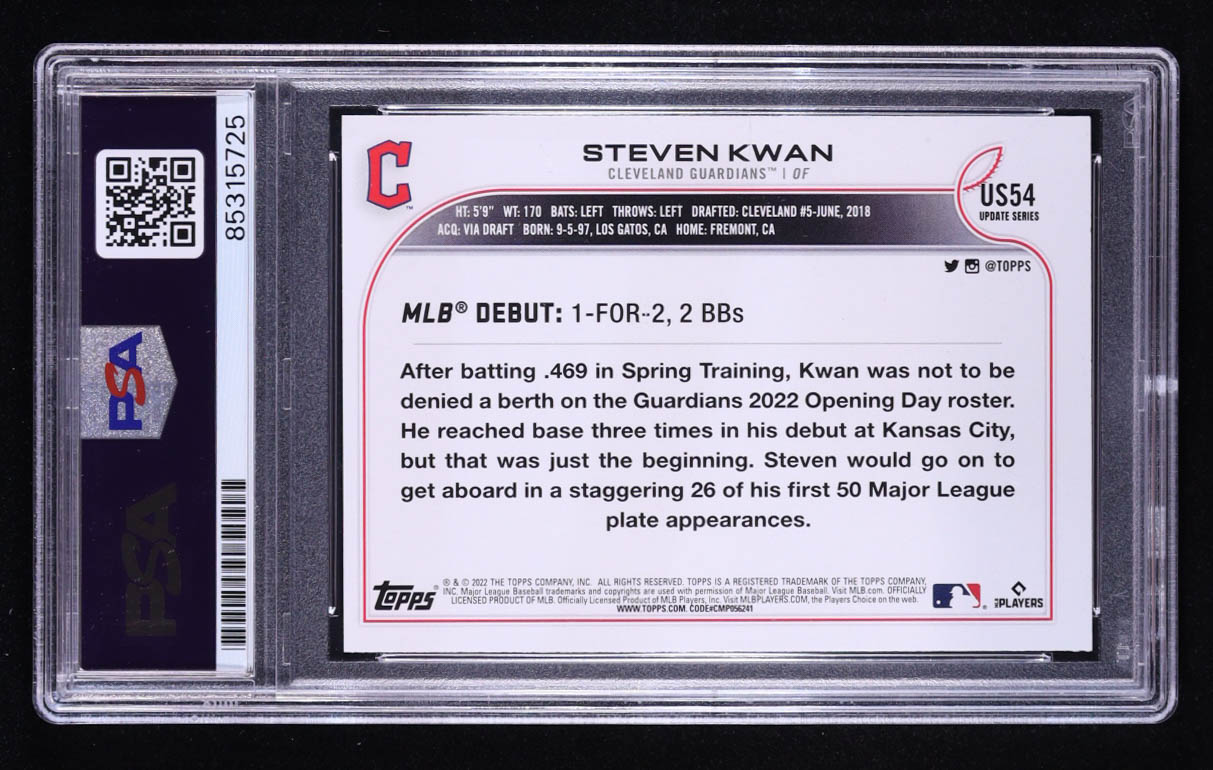 85315725
PSA
PSA
C
™
STEVEN KWAN
CLEVELAND GUARDIANS™ | OF
US54
UPDATE SERIES
HT: 5'9" WT: 170 BATS: LEFT THROWS: LEFT DRAFTED: CLEVELAND #5-JUNE, 2018
ACQ: VIA DRAFT BORN: 9-5-97, LOS GATOS, CA HOME: FREMONT, CA
@TOPPS
MLB® DEBUT: 1-FOR-2, 2 BBs
After batting .469 in Spring Training, Kwan was not to be
denied a berth on the Guardians 2022 Opening Day roster.
He reached base three times in his debut at Kansas City,
but that was just the beginning. Steven would go on to
get aboard in a staggering 26 of his first 50 Major League
plate appearances.
Topps
® & © 2022 THE TOPPS COMPANY, INC. ALL RIGHTS RESERVED. TOPPS IS A REGISTERED TRADEMARK OF THE TOPPS COMPANY,
INC. Major League Baseball trademarks and copyrights are used with permission of Major League Baseball. Visit MLB.com. OFFICIALLY
LICENSED PRODUCT OF MLB. Officially Licensed Product of MLB Players, Inc. Visit MLBPLAYERS.COM, the Players Choice on the web.
WWW.TOPPS.COM. CODE#CMP056241
MLB PLAYERS